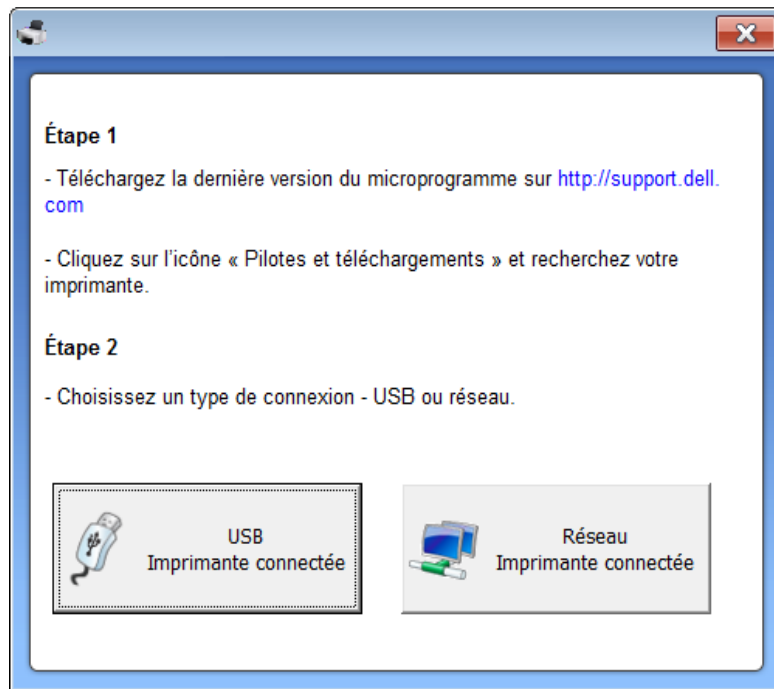 Étape 1
- Téléchargez la dernière version du microprogramme sur http://support.dell.
com
- Cliquez sur l'icône « Pilotes et téléchargements » et recherchez votre
imprimante.
Étape 2
- Choisissez un type de connexion - USB ou réseau.
USB
Imprimante connectée
Réseau
Imprimante connectée